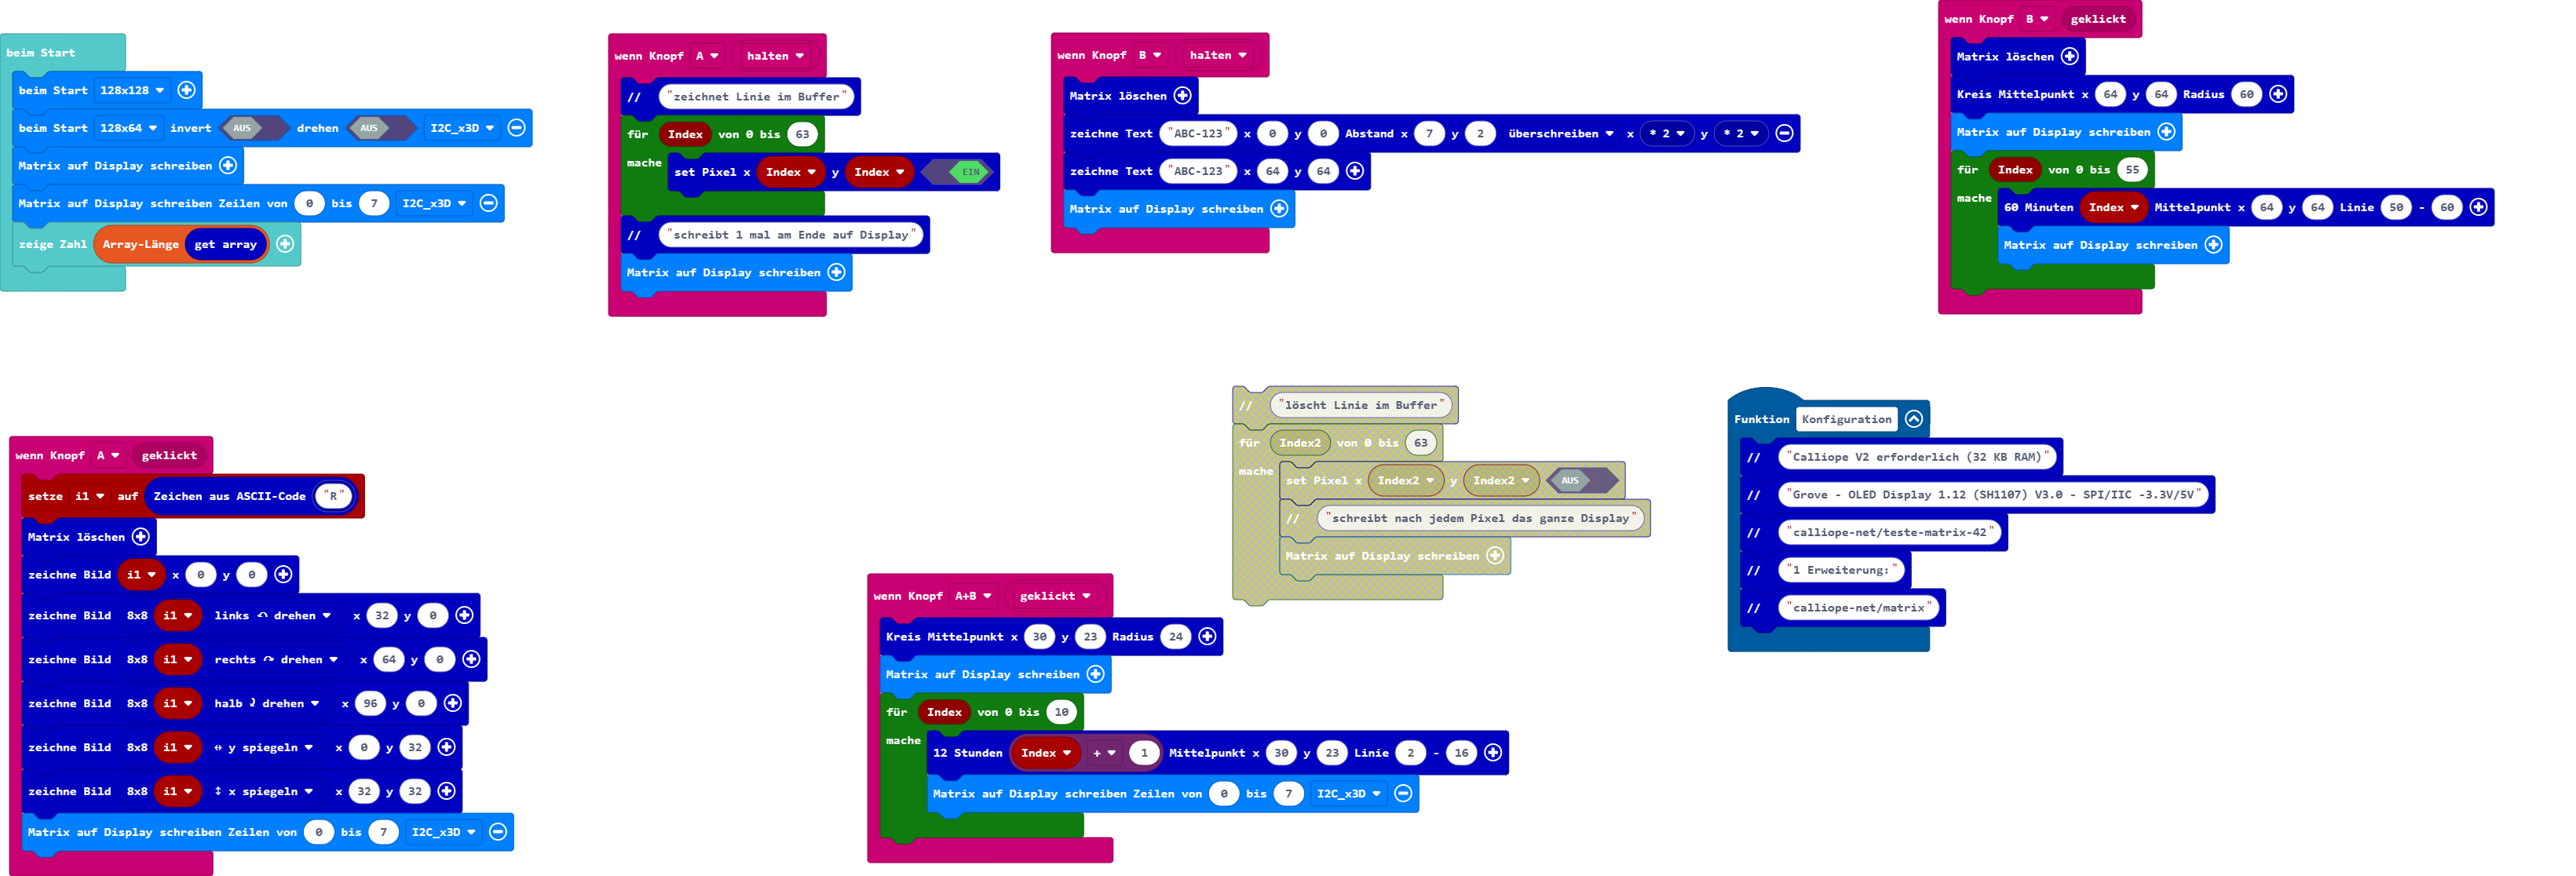 beim Start
beim Start 128x128
beim Start 128x64 invert AUS drehen AUS I2C_x3D
Matrix auf Display schreiben
Matrix auf Display schreiben Zeilen von 0 bis 7 I2C_x3D
zeige Zahl Array-Länge get array
wenn Knopf A halten
// "zeichnet Linie im Buffer"
für Index von 0 bis 63
mache set Pixel x Index y Index EIN
// "schreibt 1 mal am Ende auf Display"
Matrix auf Display schreiben
wenn Knopf B halten
Matrix löschen
zeichne Text "ABC-123" x 0 y 0 Abstand x 7 y 2 überschreiben x * 2 y * 2
zeichne Text "ABC-123" x 64 y 64
Matrix auf Display schreiben
wenn Knopf B geklickt
Matrix löschen
Kreis Mittelpunkt x 64 y 64 Radius 60
Matrix auf Display schreiben
für Index von 0 bis 55
mache 60 Minuten Index Mittelpunkt x 64 y 64 Linie 50 - 60
Matrix auf Display schreiben
wenn Knopf A geklickt
setze i1 auf Zeichen aus ASCII-Code "R"
Matrix löschen
zeichne Bild i1 x 0 y 0
zeichne Bild 8x8 i1 links ↶ drehen x 32 y 0
zeichne Bild 8x8 i1 rechts ↷ drehen x 64 y 0
zeichne Bild 8x8 i1 halb ⤸ drehen x 96 y 0
zeichne Bild 8x8 i1 ⇔ y spiegeln x 0 y 32
zeichne Bild 8x8 i1 ⇕ x spiegeln x 32 y 32
Matrix auf Display schreiben Zeilen von 0 bis 7 I2C_x3D
wenn Knopf A+B geklickt
Kreis Mittelpunkt x 30 y 23 Radius 24
Matrix auf Display schreiben
für Index von 0 bis 10
mache 12 Stunden Index + 1 Mittelpunkt x 30 y 23 Linie 2 - 16
Matrix auf Display schreiben Zeilen von 0 bis 7 I2C_x3D
// "löscht Linie im Buffer"
für Index2 von 0 bis 63
mache set Pixel x Index2 y Index2 AUS
// "schreibt nach jedem Pixel das ganze Display"
Matrix auf Display schreiben
Funktion Konfiguration
// "Calliope V2 erforderlich (32 KB RAM)"
// "Grove - OLED Display 1.12 (SH1107) V3.0 - SPI/IIC -3.3V/5V"
// "calliope-net/teste-matrix-42"
// "1 Erweiterung:"
// "calliope-net/matrix"